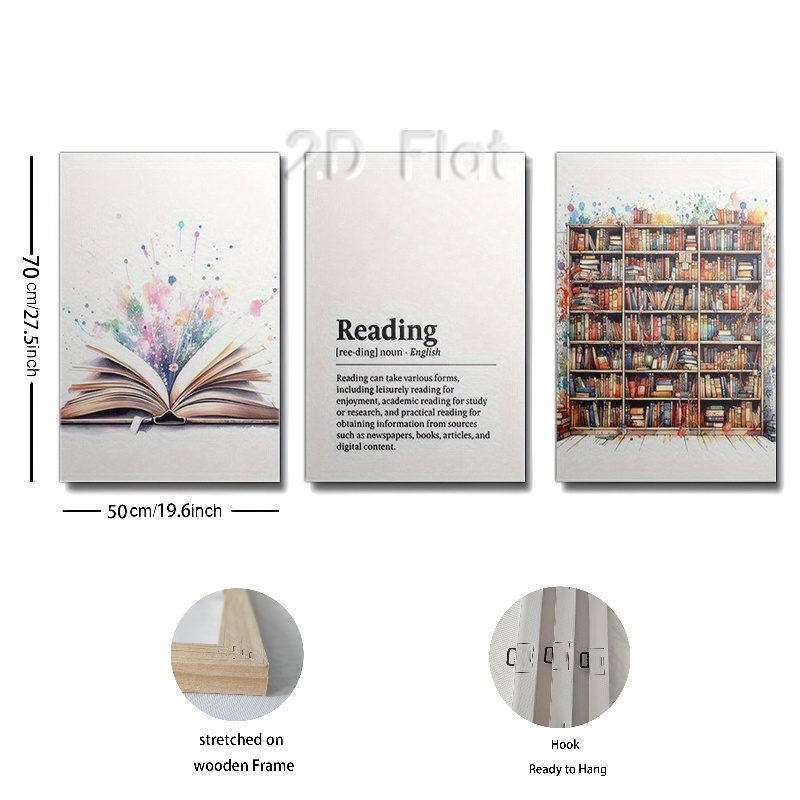 2D Flat
Reading
[ree·ding] noun - English
Reading can take various forms,
including leisurely reading for
enjoyment, academic reading for study
or research, and practical reading for
obtaining information from sources
such as newspapers, books, articles, and
digital content.
70 cm/27.5inch
50 cm/19.6inch
stretched on
wooden Frame
Hook
Ready to Hang